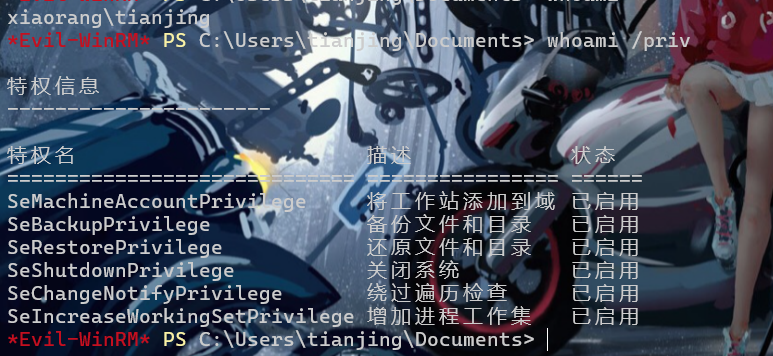 xiaorang\tianjing
*Evil-WinRM* PS C:\Users\tianjing\Documents> whoami /priv
特权信息
----------------------
特权名 描述 状态
============================= ================ ======
SeMachineAccountPrivilege 将工作站添加到域 已启用
SeBackupPrivilege 备份文件和目录 已启用
SeRestorePrivilege 还原文件和目录 已启用
SeShutdownPrivilege 关闭系统 已启用
SeChangeNotifyPrivilege 绕过遍历检查 已启用
SeIncreaseWorkingSetPrivilege 增加进程工作集 已启用
*Evil-WinRM* PS C:\Users\tianjing\Documents>